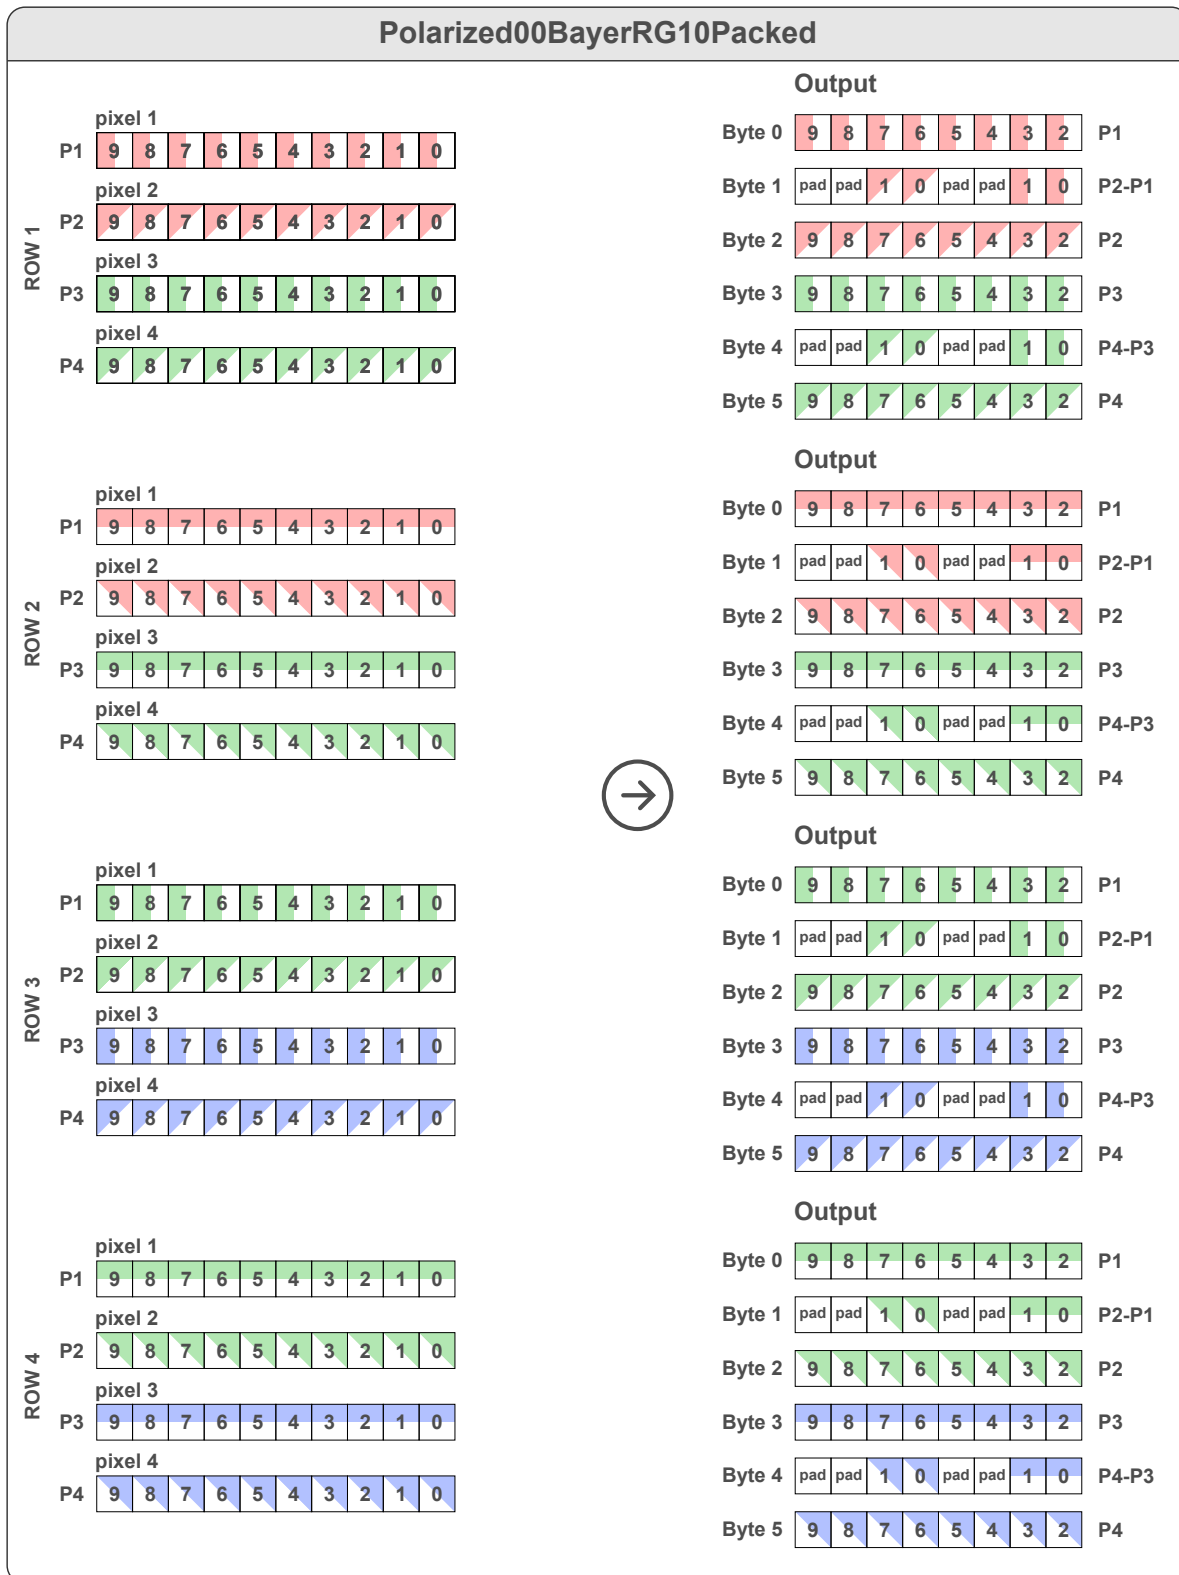 Polarized00BayerRG10Packed
ROW 1
pixel 1
P1 9 8 7 6 5 4 3 2 1 0
pixel 2
P2 9 8 7 6 5 4 3 2 1 0
pixel 3
P3 9 8 7 6 5 4 3 2 1 0
pixel 4
P4 9 8 7 6 5 4 3 2 1 0
Output
Byte 0 9 8 7 6 5 4 3 2 P1
Byte 1 pad pad 1 0 pad pad 1 0 P2-P1
Byte 2 9 8 7 6 5 4 3 2 P2
Byte 3 9 8 7 6 5 4 3 2 P3
Byte 4 pad pad 1 0 pad pad 1 0 P4-P3
Byte 5 9 8 7 6 5 4 3 2 P4
ROW 2
pixel 1
P1 9 8 7 6 5 4 3 2 1 0
pixel 2
P2 9 8 7 6 5 4 3 2 1 0
pixel 3
P3 9 8 7 6 5 4 3 2 1 0
pixel 4
P4 9 8 7 6 5 4 3 2 1 0
Output
Byte 0 9 8 7 6 5 4 3 2 P1
Byte 1 pad pad 1 0 pad pad 1 0 P2-P1
Byte 2 9 8 7 6 5 4 3 2 P2
Byte 3 9 8 7 6 5 4 3 2 P3
Byte 4 pad pad 1 0 pad pad 1 0 P4-P3
Byte 5 9 8 7 6 5 4 3 2 P4
ROW 3
pixel 1
P1 9 8 7 6 5 4 3 2 1 0
pixel 2
P2 9 8 7 6 5 4 3 2 1 0
pixel 3
P3 9 8 7 6 5 4 3 2 1 0
pixel 4
P4 9 8 7 6 5 4 3 2 1 0
Output
Byte 0 9 8 7 6 5 4 3 2 P1
Byte 1 pad pad 1 0 pad pad 1 0 P2-P1
Byte 2 9 8 7 6 5 4 3 2 P2
Byte 3 9 8 7 6 5 4 3 2 P3
Byte 4 pad pad 1 0 pad pad 1 0 P4-P3
Byte 5 9 8 7 6 5 4 3 2 P4
ROW 4
pixel 1
P1 9 8 7 6 5 4 3 2 1 0
pixel 2
P2 9 8 7 6 5 4 3 2 1 0
pixel 3
P3 9 8 7 6 5 4 3 2 1 0
pixel 4
P4 9 8 7 6 5 4 3 2 1 0
Output
Byte 0 9 8 7 6 5 4 3 2 P1
Byte 1 pad pad 1 0 pad pad 1 0 P2-P1
Byte 2 9 8 7 6 5 4 3 2 P2
Byte 3 9 8 7 6 5 4 3 2 P3
Byte 4 pad pad 1 0 pad pad 1 0 P4-P3
Byte 5 9 8 7 6 5 4 3 2 P4